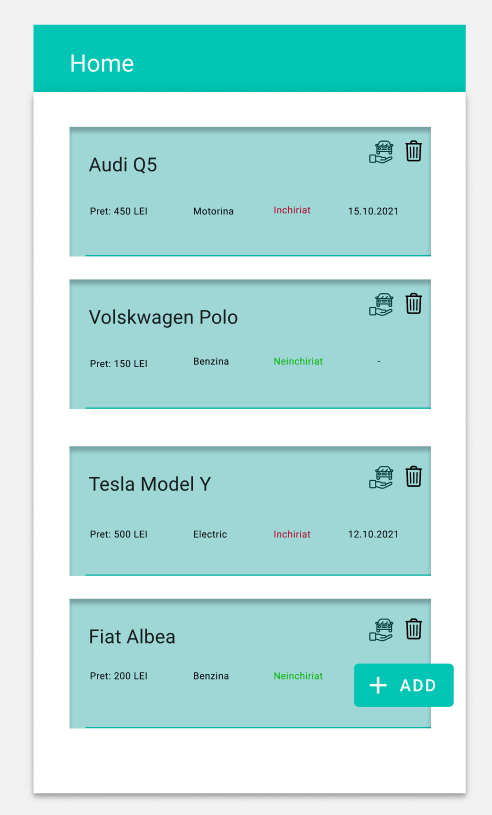 Home
Audi Q5
Pret: 450 LEI Motorina Inchiriat 15.10.2021
Volskwagen Polo
Pret: 150 LEI Benzina Neinchiriat -
Tesla Model Y
Pret: 500 LEI Electric Inchiriat 12.10.2021
Fiat Albea
Pret: 200 LEI Benzina Neinchiriat
+ ADD